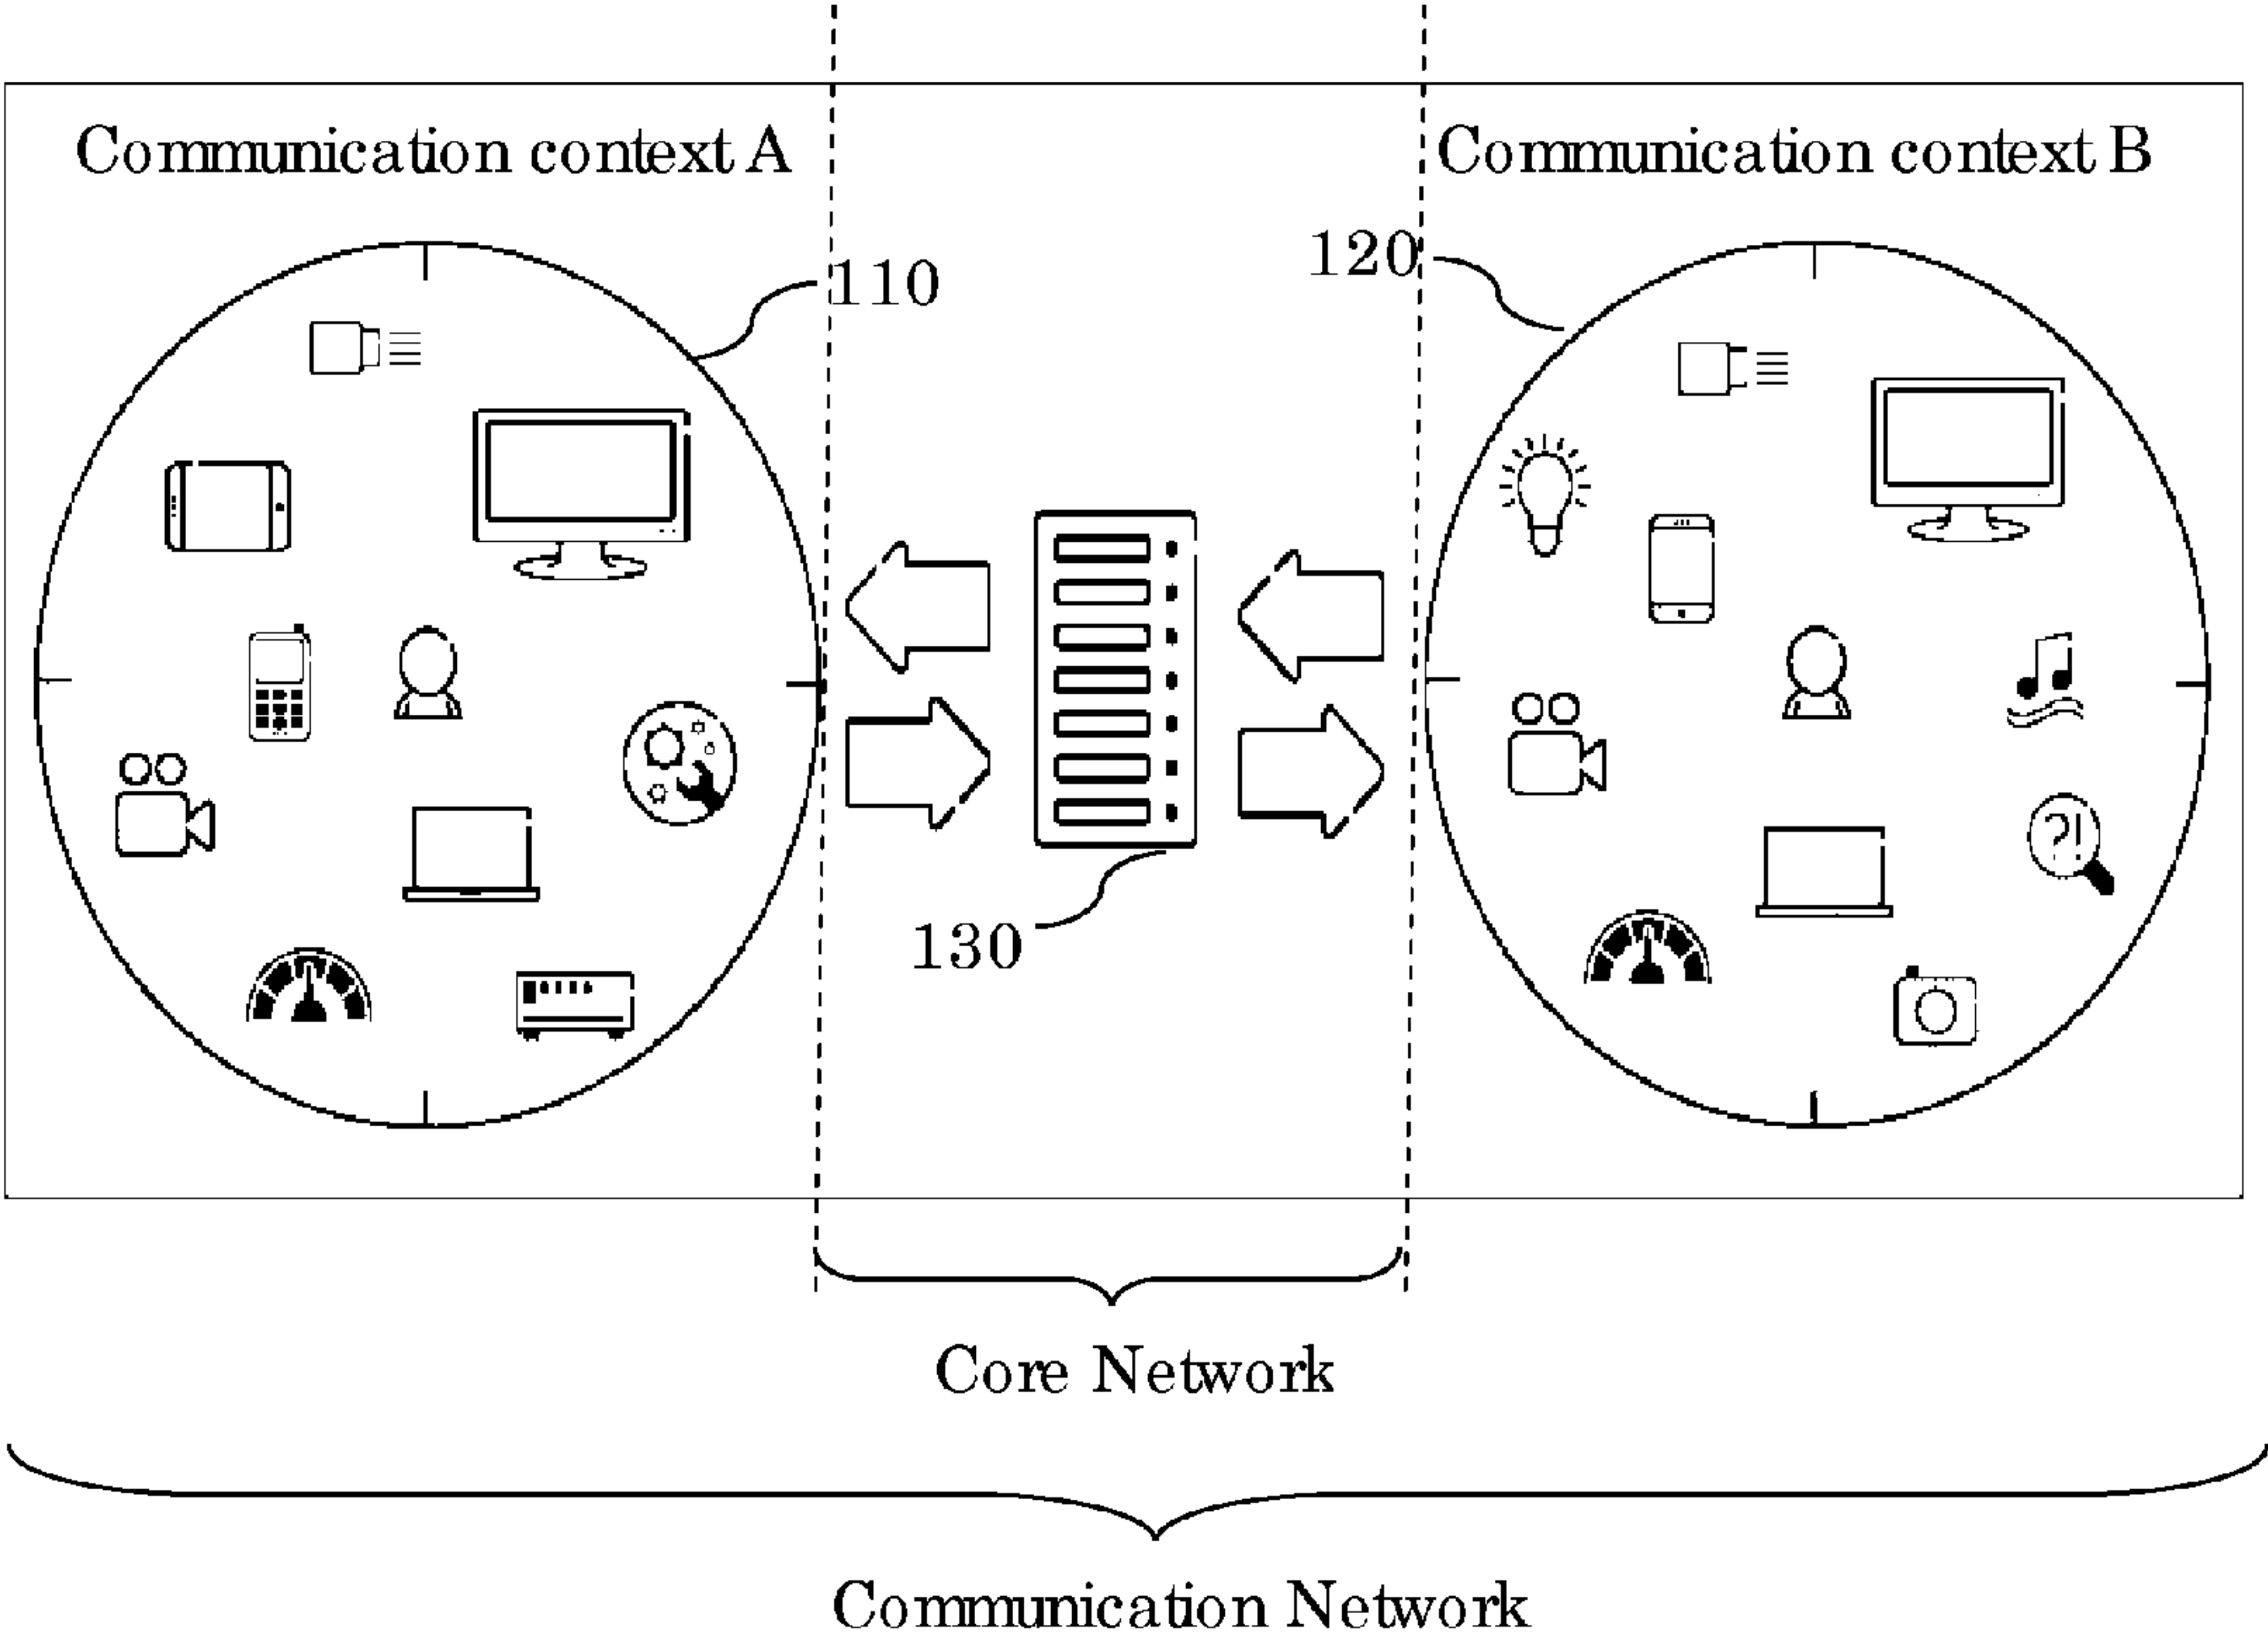 Communication context A
Communication context B
110
120
?!
130
Core Network
Communication Network